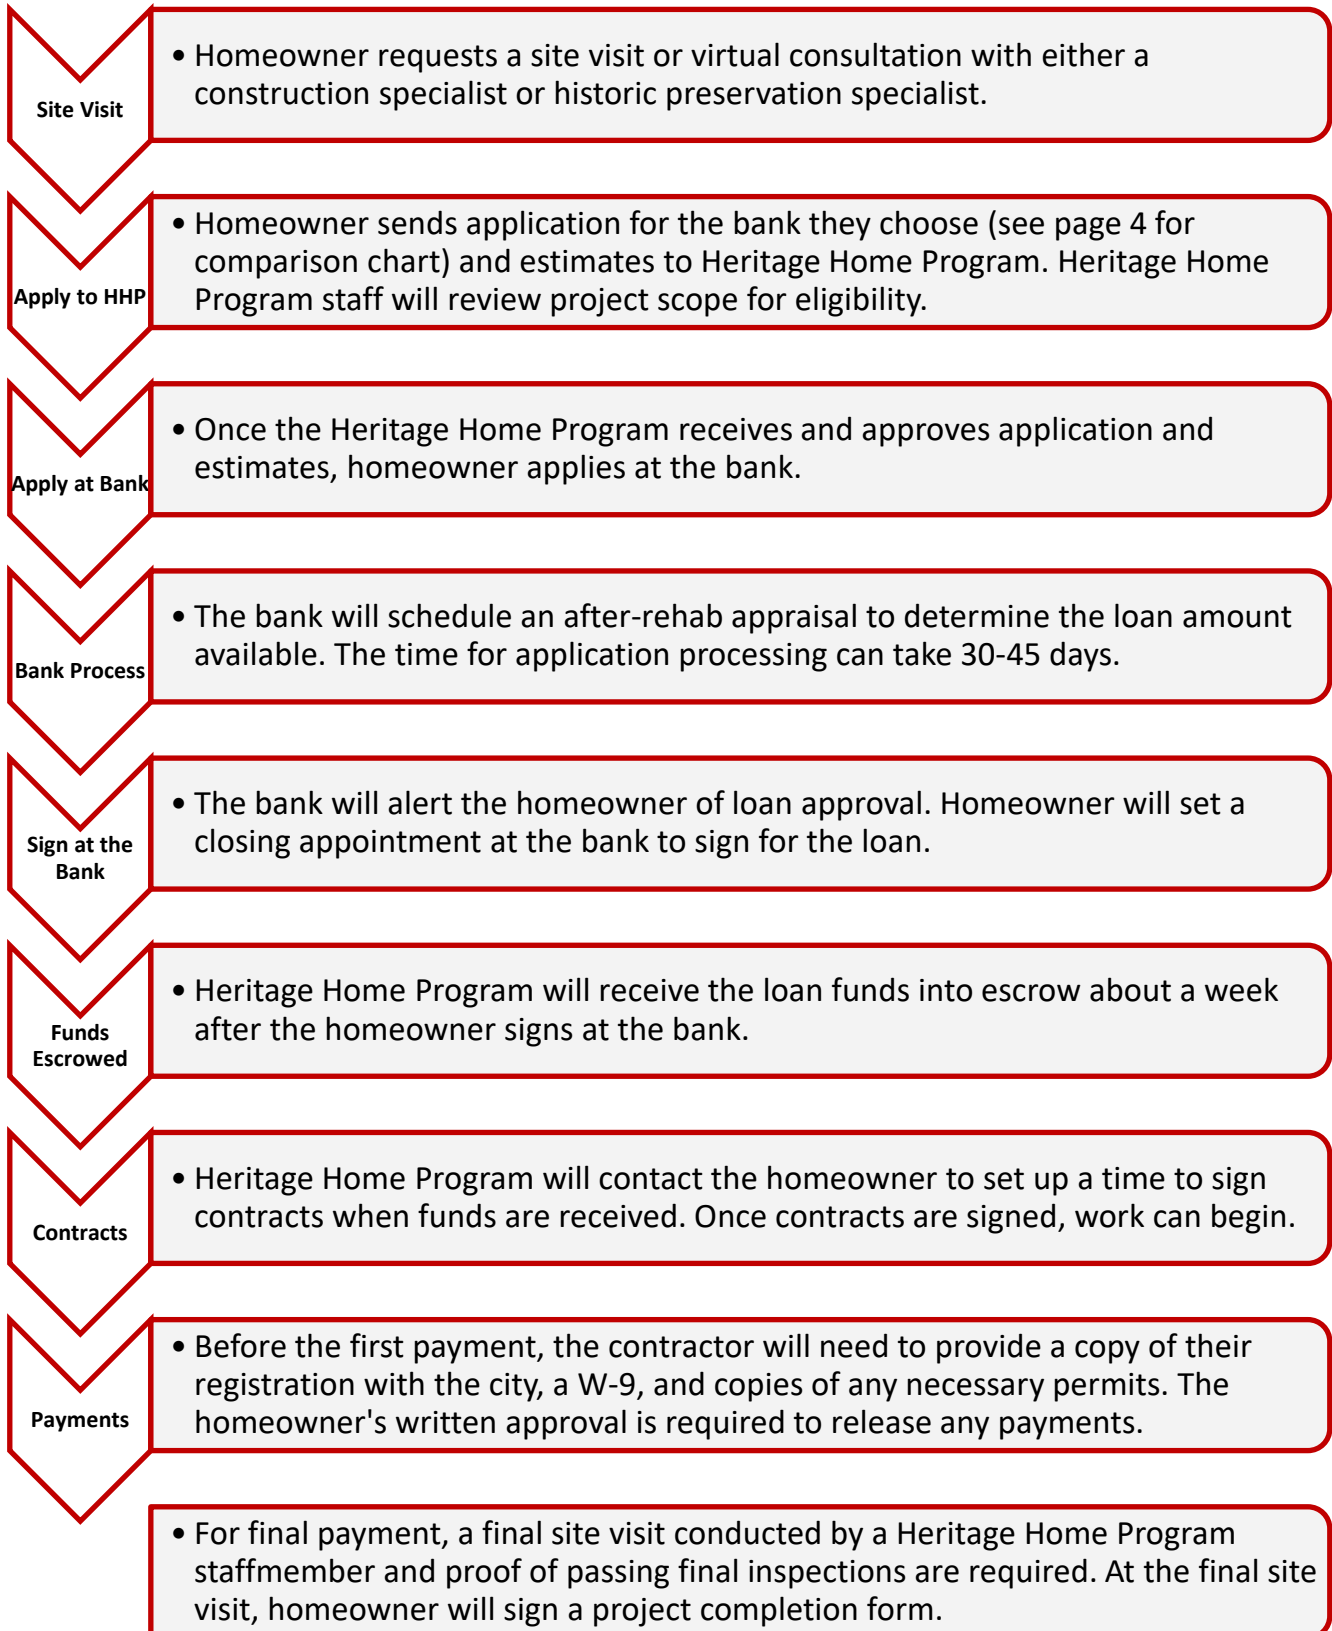 Site Visit
• Homeowner requests a site visit or virtual consultation with either a
construction specialist or historic preservation specialist.
Apply to HHP
• Homeowner sends application for the bank they choose (see page 4 for
comparison chart) and estimates to Heritage Home Program. Heritage Home
Program staff will review project scope for eligibility.
Apply at Bank
• Once the Heritage Home Program receives and approves application and
estimates, homeowner applies at the bank.
Bank Process
• The bank will schedule an after-rehab appraisal to determine the loan amount
available. The time for application processing can take 30-45 days.
Sign at the
Bank
• The bank will alert the homeowner of loan approval. Homeowner will set a
closing appointment at the bank to sign for the loan.
Funds
Escrowed
• Heritage Home Program will receive the loan funds into escrow about a week
after the homeowner signs at the bank.
Contracts
• Heritage Home Program will contact the homeowner to set up a time to sign
contracts when funds are received. Once contracts are signed, work can begin.
Payments
• Before the first payment, the contractor will need to provide a copy of their
registration with the city, a W-9, and copies of any necessary permits. The
homeowner's written approval is required to release any payments.
• For final payment, a final site visit conducted by a Heritage Home Program
staffmember and proof of passing final inspections are required. At the final site
visit, homeowner will sign a project completion form.